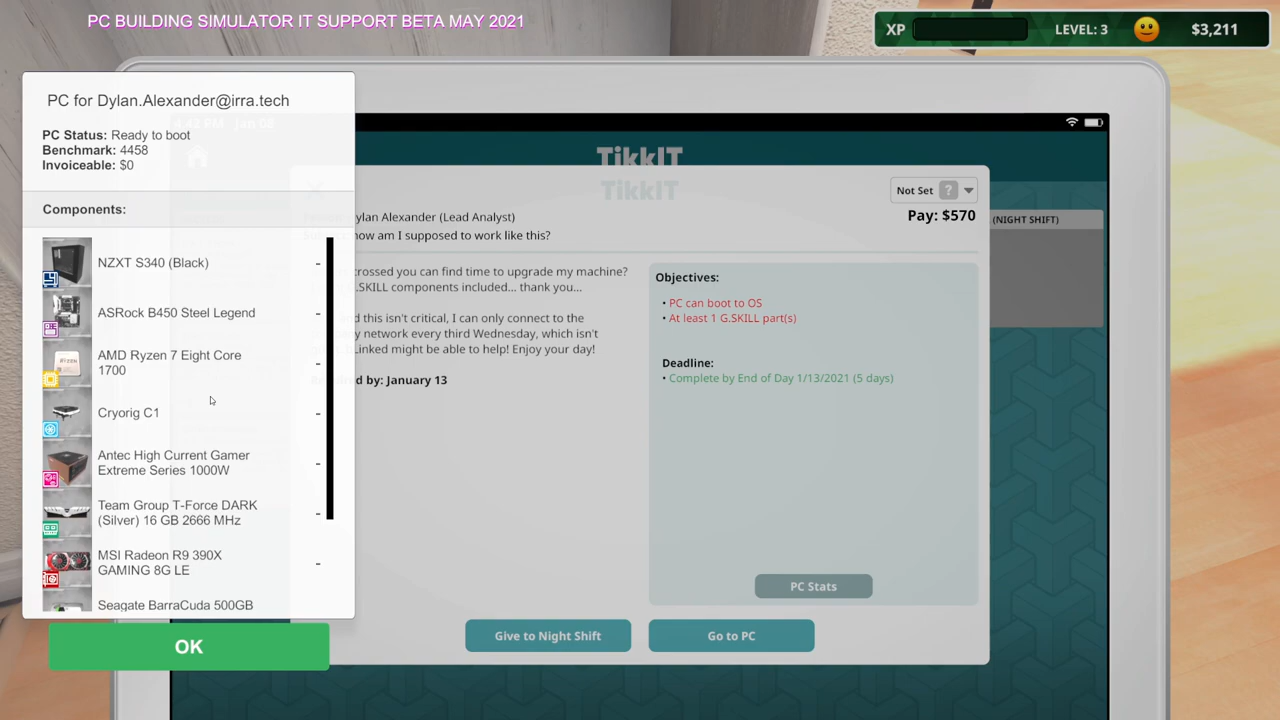 PC BUILDING SIMULATOR IT SUPPORT BETA MAY 2021
XP
LEVEL: 3
$3,211
PC for Dylan.Alexander@irra.tech
PC Status: Ready to boot
Benchmark: 4458
Invoiceable: $0
Components:
NZXT S340 (Black) -
ASRock B450 Steel Legend -
AMD Ryzen 7 Eight Core
1700 -
Cryorig C1 -
Antec High Current Gamer
Extreme Series 1000W -
Team Group T-Force DARK
(Silver) 16 GB 2666 MHz -
MSI Radeon R9 390X
GAMING 8G LE -
Seagate BarraCuda 500GB
OK
Jan 08
TikkIT
TikkIT
Not Set ?
Pay: $570
Dylan Alexander (Lead Analyst)
how am I supposed to work like this?
crossed you can find time to upgrade my machine?
G.SKILL components included... thank you...
and this isn't critical, I can only connect to the
network every third Wednesday, which isn't
Linked might be able to help! Enjoy your day!
by: January 13
Objectives:
• PC can boot to OS
• At least 1 G.SKILL part(s)
Deadline:
• Complete by End of Day 1/13/2021 (5 days)
PC Stats
Give to Night Shift
Go to PC
(NIGHT SHIFT)